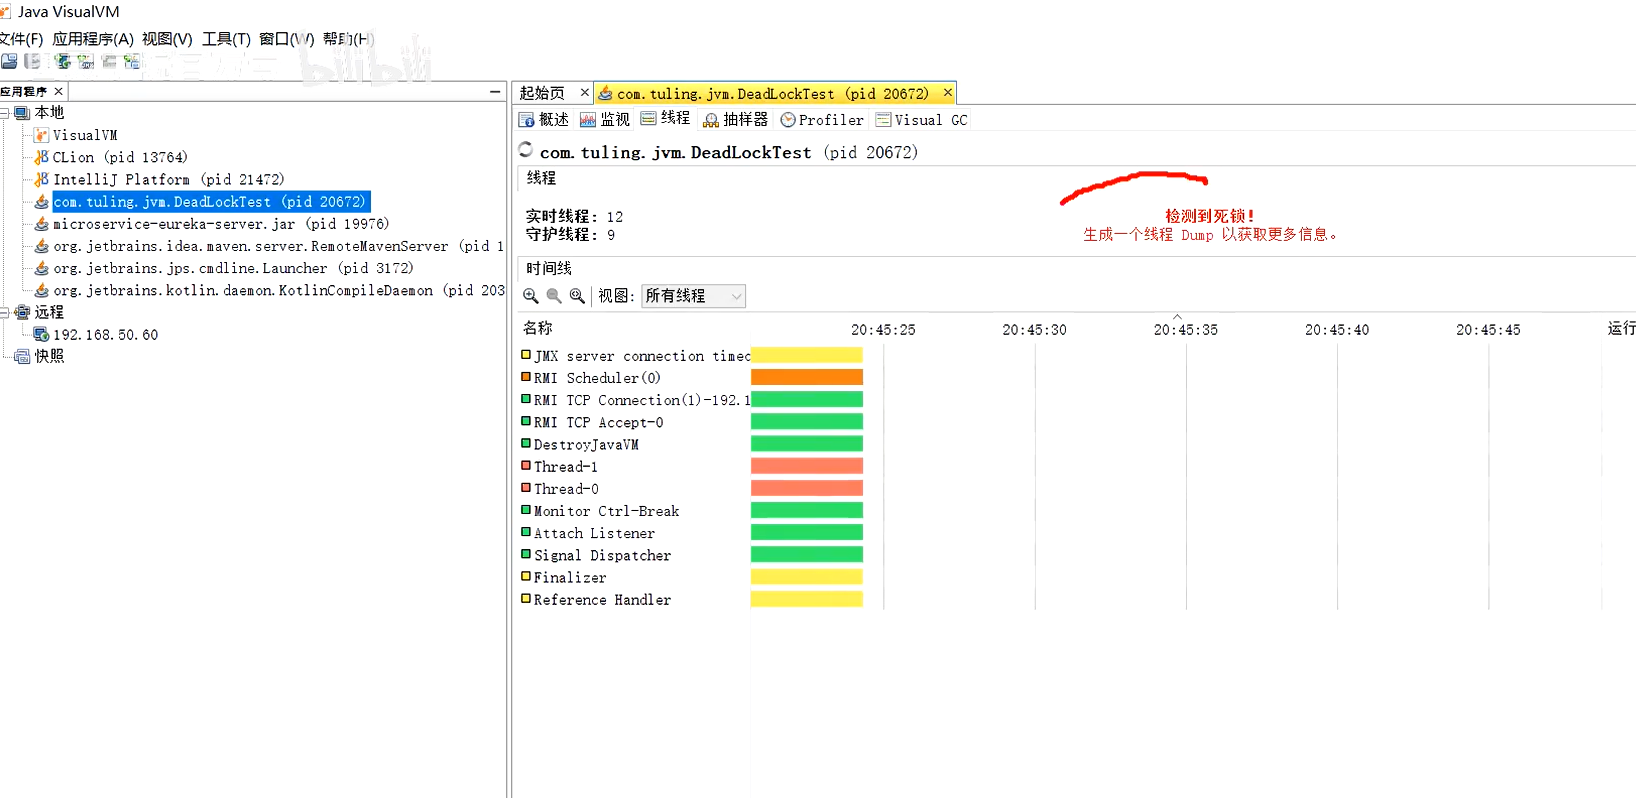 Java VisualVM
文件(F) 应用程序(A) 视图(V) 工具(T) 窗口(W) 帮助(H)
bilibili
应用程序
本地
VisualVM
CLion (pid 13764)
IntelliJ Platform (pid 21472)
com.tuling.jvm.DeadLockTest (pid 20672)
microservice-eureka-server.jar (pid 19976)
org.jetbrains.idea.maven.server.RemoteMavenServer (pid 1
org.jetbrains.jps.cmdline.Launcher (pid 3172)
org.jetbrains.kotlin.daemon.KotlinCompileDaemon (pid 203
远程
192.168.50.60
快照
起始页 com.tuling.jvm.DeadLockTest (pid 20672)
概述 监视 线程 抽样器 Profiler Visual GC
com.tuling.jvm.DeadLockTest (pid 20672)
线程
实时线程: 12
守护线程: 9
检测到死锁!
生成一个线程 Dump 以获取更多信息。
时间线
视图: 所有线程
名称 20:45:25 20:45:30 20:45:35 20:45:40 20:45:45 运行
JMX server connection timeo
RMI Scheduler(0)
RMI TCP Connection(1)-192.1
RMI TCP Accept-0
DestroyJavaVM
Thread-1
Thread-0
Monitor Ctrl-Break
Attach Listener
Signal Dispatcher
Finalizer
Reference Handler